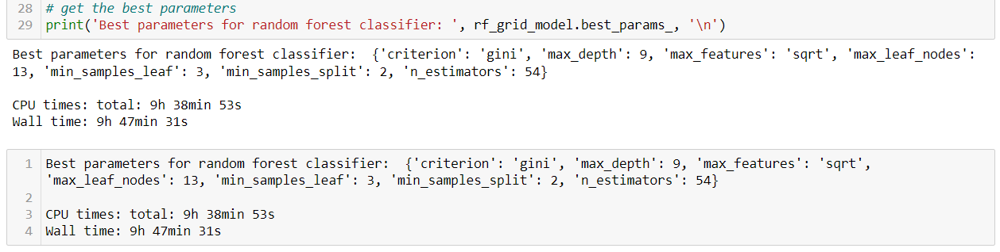 28 # get the best parameters
29 print('Best parameters for random forest classifier: ', rf_grid_model.best_params_, '\n')
Best parameters for random forest classifier:  {'criterion': 'gini', 'max_depth': 9, 'max_features': 'sqrt', 'max_leaf_nodes':
13, 'min_samples_leaf': 3, 'min_samples_split': 2, 'n_estimators': 54}
CPU times: total: 9h 38min 53s
Wall time: 9h 47min 31s
1 Best parameters for random forest classifier:  {'criterion': 'gini', 'max_depth': 9, 'max_features': 'sqrt',
'max_leaf_nodes': 13, 'min_samples_leaf': 3, 'min_samples_split': 2, 'n_estimators': 54}
2
3 CPU times: total: 9h 38min 53s
4 Wall time: 9h 47min 31s